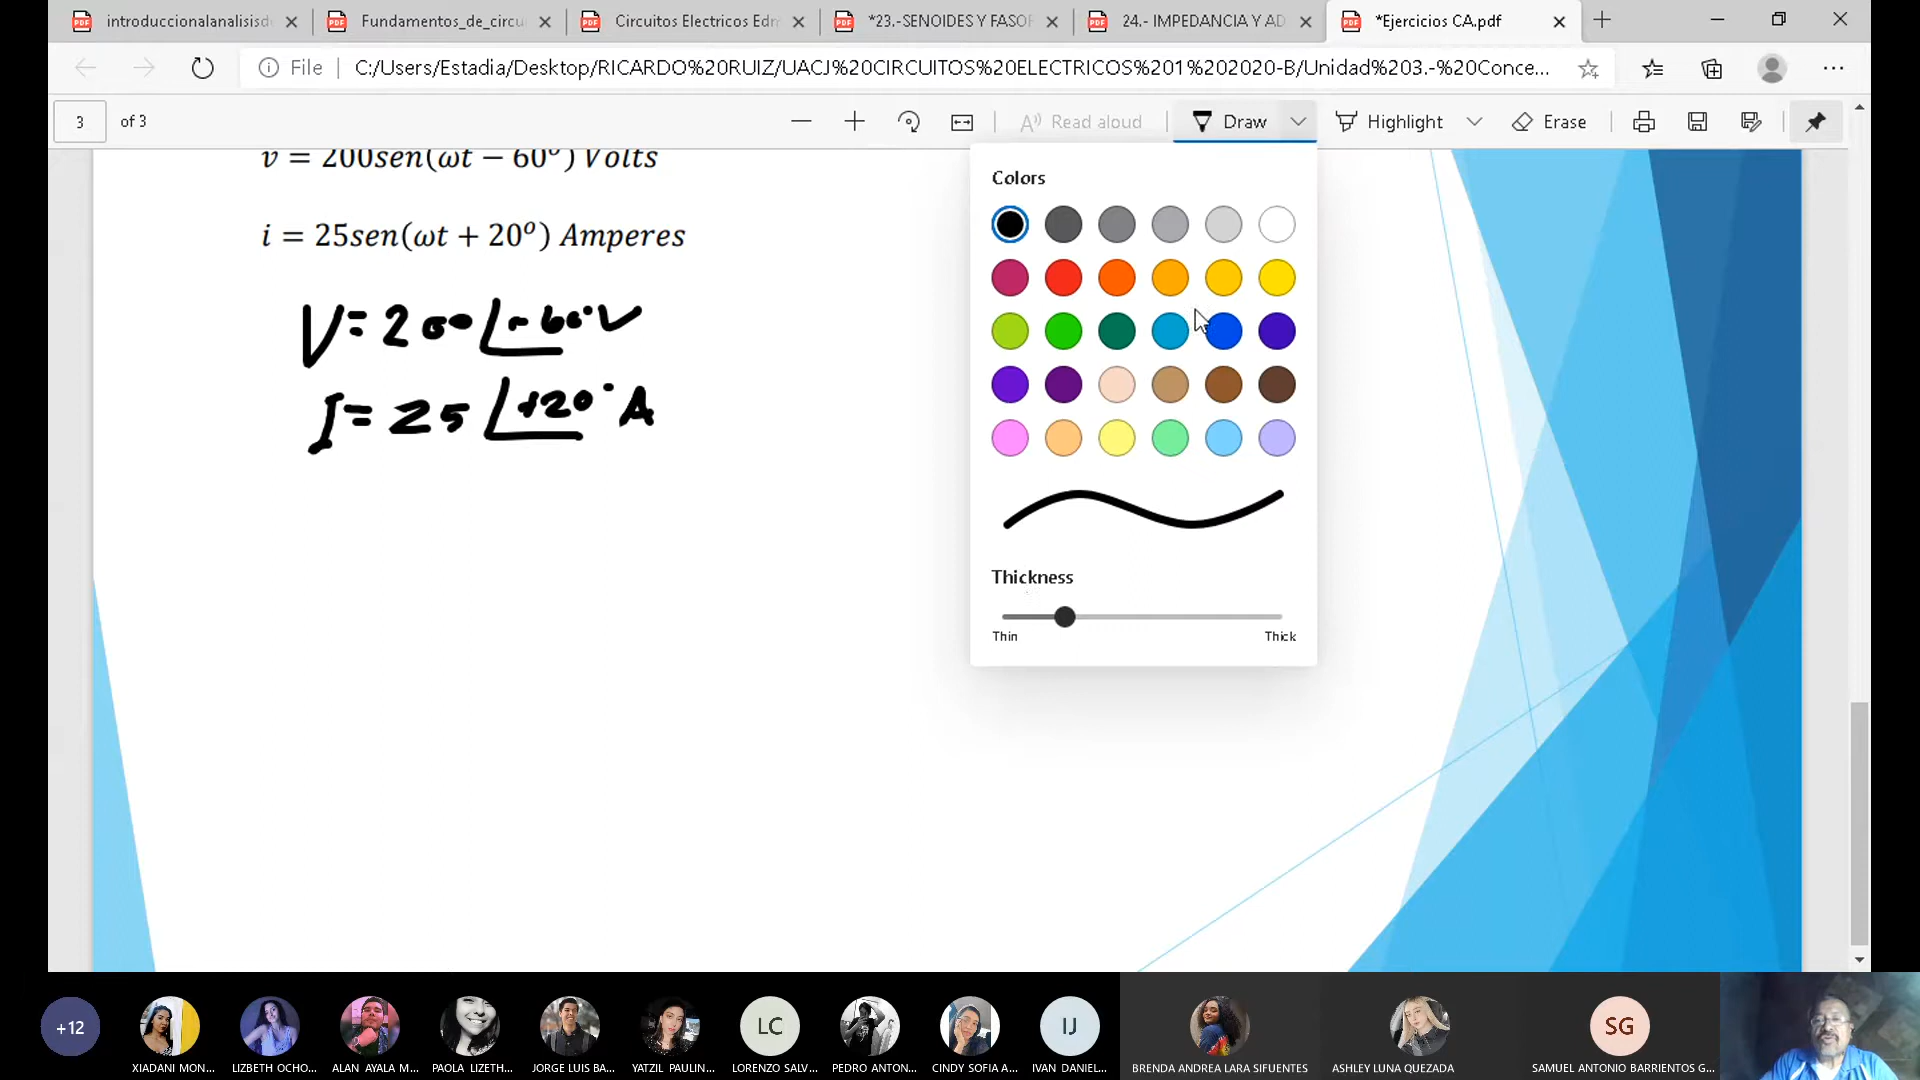 introduccionalanalisisd
Fundamentos_de_circu
Circuitos Electricos Edm
*23.-SENOIDES Y FASOR
24.- IMPEDANCIA Y AD
*Ejercicios CA.pdf
File
C:/Users/Estadia/Desktop/RICARDO%20RUIZ/UACJ%20CIRCUITOS%20ELECTRICOS%201%202020-B/Unidad%203.-%20Conce...
3 of 3
Read aloud
Draw
Highlight
Erase
v = 200sen(ωt − 60°) Volts
i = 25sen(ωt + 20°) Amperes
V= 200 ∠-60° V
I= 25 ∠+20° A
Colors
Thickness
Thin
Thick
+12
LC
IJ
SG
XIADANI MON...
LIZBETH OCHO...
ALAN AYALA M...
PAOLA LIZETH...
JORGE LUIS BA...
YATZIL PAULIN...
LORENZO SALV...
PEDRO ANTON...
CINDY SOFIA A...
IVAN DANIEL...
BRENDA ANDREA LARA SIFUENTES
ASHLEY LUNA QUEZADA
SAMUEL ANTONIO BARRIENTOS G...